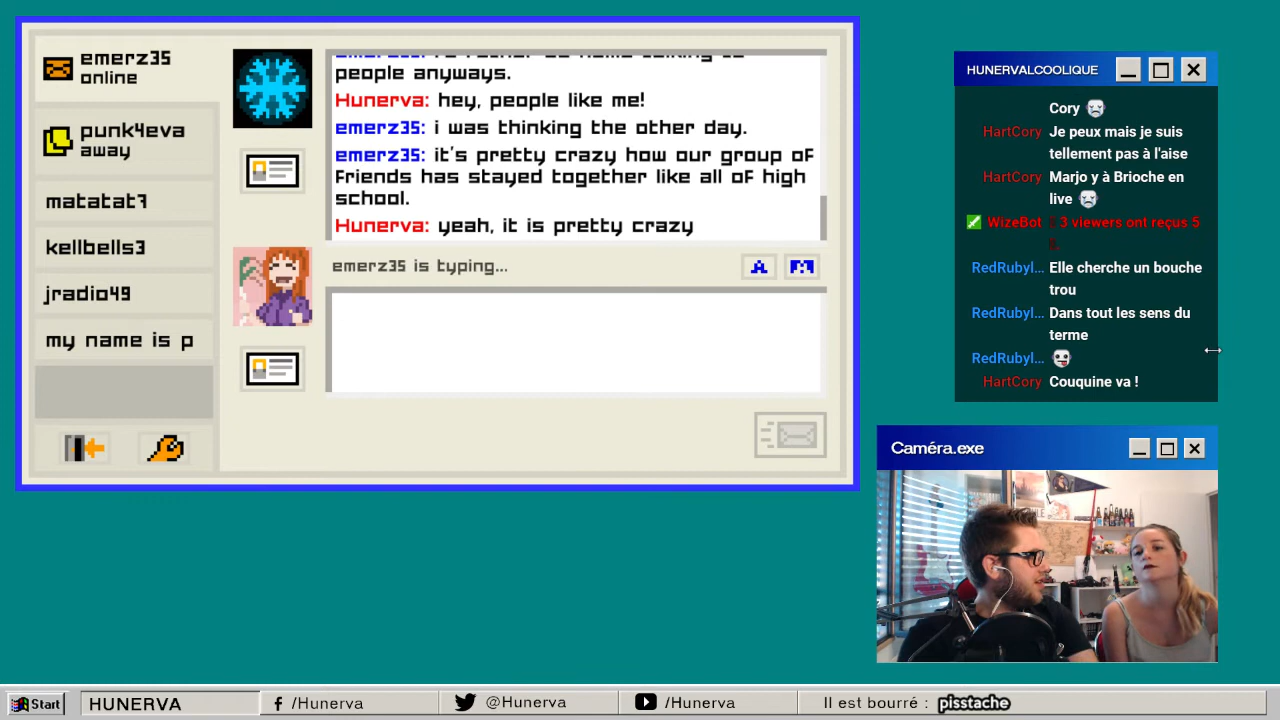 emerz35
online
punk4eva
away
matatat7
kellbells3
jradio49
my name is p
people anyways.
Hunerva: hey, people like me!
emerz35: i was thinking the other day.
emerz35: it's pretty crazy how our group of
friends has stayed together like all of high
school.
Hunerva: yeah, it is pretty crazy
emerz35 is typing...
HUNERVALCOOLIQUE
Cory
HartCory Je peux mais je suis
tellement pas à l'aise
HartCory Marjo y à Brioche en
live
WizeBot 3 viewers ont reçus 5
RedRubyl... Elle cherche un bouche
trou
RedRubyl... Dans tout les sens du
terme
RedRubyl...
HartCory Couquine va !
Caméra.exe
Start
HUNERVA
/Hunerva
@Hunerva
/Hunerva
Il est bourré : pisstache